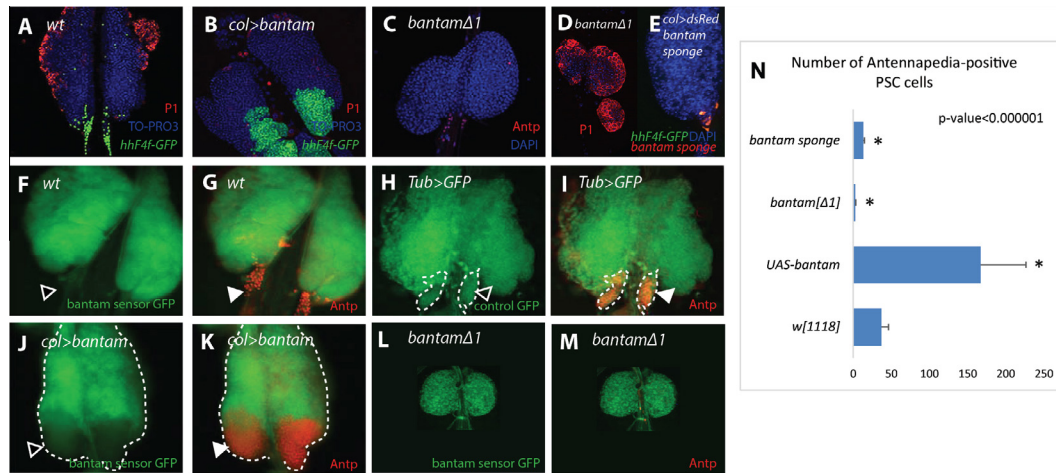 A wt
P1
TO-PRO3
hhF4f-GFP
B col>bantam
P1
PRO3
hhF4f-GFP
C bantamΔ1
Antp
DAPI
D bantamΔ1
P1
E col>dsRed
bantam
sponge
hhF4f-GFP DAPI
bantam sponge
F wt
bantam sensor GFP
G wt
Antp
H Tub>GFP
control GFP
I Tub>GFP
Antp
J col>bantam
bantam sensor GFP
K col>bantam
Antp
L bantamΔ1
bantam sensor GFP
M bantamΔ1
Antp
N Number of Antennapedia-positive
PSC cells
p-value<0.000001
bantam sponge *
bantam[Δ1] *
UAS-bantam *
w[1118]
0 50 100 150 200 250